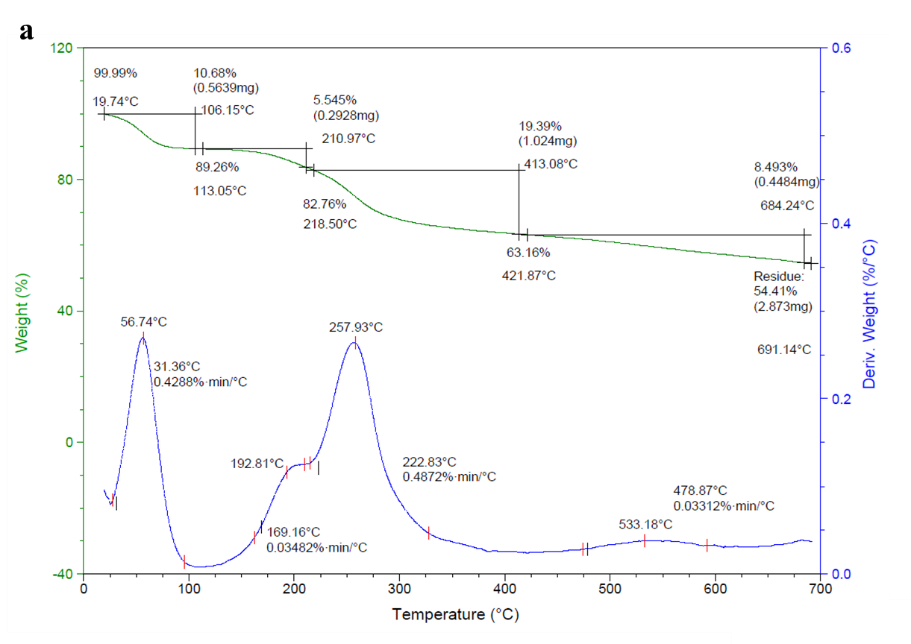 a
120
80
40
0
-40
Weight (%)
0.6
0.4
0.2
0.0
Deriv. Weight (%/°C)
0
100
200
300
400
500
600
700
Temperature (°C)
99.99%
19.74°C
10.68%
(0.5639mg)
106.15°C
89.26%
113.05°C
5.545%
(0.2928mg)
210.97°C
82.76%
218.50°C
19.39%
(1.024mg)
413.08°C
63.16%
421.87°C
8.493%
(0.4484mg)
684.24°C
Residue:
54.41%
(2.873mg)
691.14°C
56.74°C
31.36°C
0.4288%·min/°C
192.81°C
169.16°C
0.03482%·min/°C
257.93°C
222.83°C
0.4872%·min/°C
478.87°C
0.03312%·min/°C
533.18°C